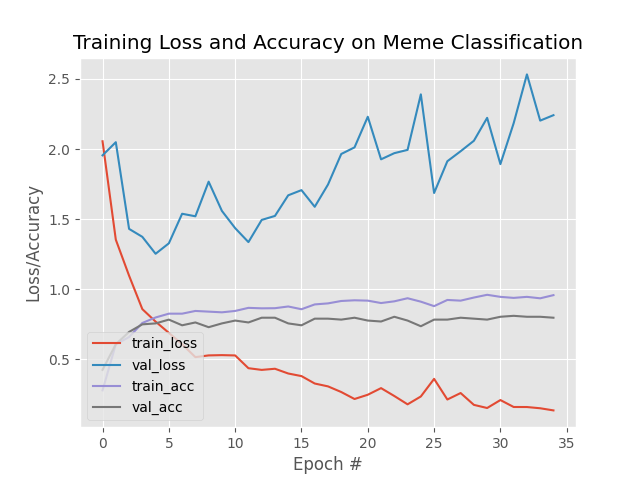 Training Loss and Accuracy on Meme Classification
Loss/Accuracy
2.5
2.0
1.5
1.0
0.5
train_loss
val_loss
train_acc
val_acc
0 5 10 15 20 25 30 35
Epoch #